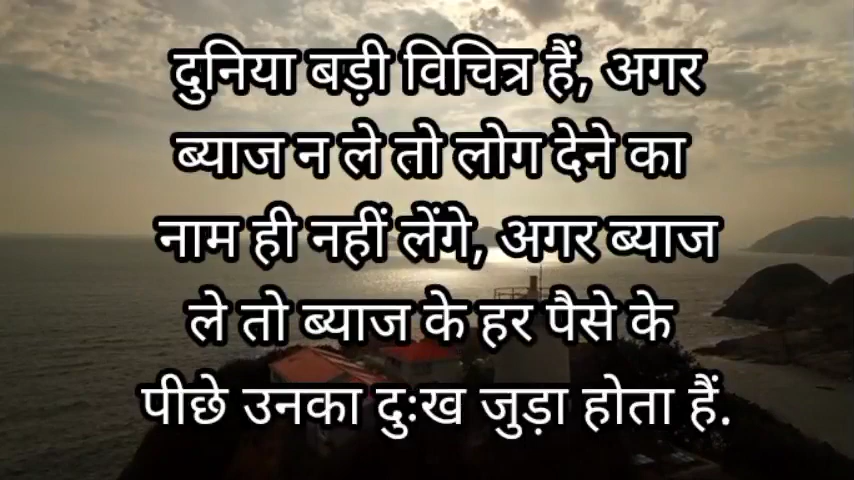 दुनिया बड़ी विचित्र हैं, अगर
ब्याज न ले तो लोग देने का
नाम ही नहीं लेंगे, अगर ब्याज
ले तो ब्याज के हर पैसे के
पीछे उनका दुःख जुड़ा होता हैं.